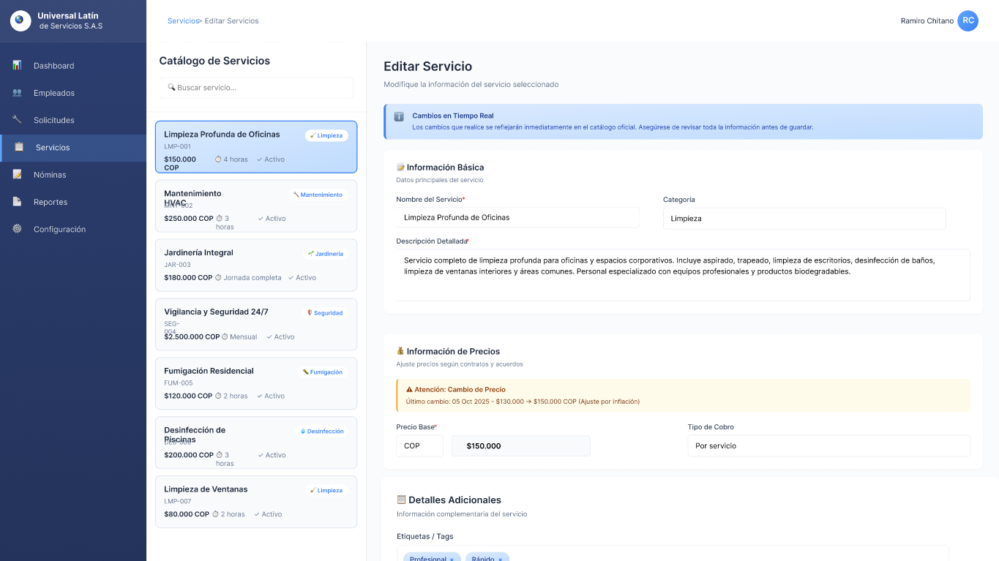 Universal Latín
de Servicios S.A.S
Dashboard
Empleados
Solicitudes
Servicios
Nóminas
Reportes
Configuración
Servicios> Editar Servicios
Ramiro Chitano
RC
Catálogo de Servicios
Buscar servicio...
Limpieza Profunda de Oficinas
Limpieza
LMP-001
$150.000 COP
4 horas
✓ Activo
Mantenimiento HVAC
Mantenimiento
MNT-002
$250.000 COP
3 horas
✓ Activo
Jardinería Integral
Jardinería
JAR-003
$180.000 COP
Jornada completa
✓ Activo
Vigilancia y Seguridad 24/7
Seguridad
SEG-004
$2.500.000 COP
Mensual
✓ Activo
Fumigación Residencial
Fumigación
FUM-005
$120.000 COP
2 horas
✓ Activo
Desinfección de Piscinas
Desinfección
$200.000 COP
3 horas
✓ Activo
Limpieza de Ventanas
Limpieza
LMP-007
$80.000 COP
2 horas
✓ Activo
Editar Servicio
Modifique la información del servicio seleccionado
Cambios en Tiempo Real
Los cambios que realice se reflejarán inmediatamente en el catálogo oficial. Asegúrese de revisar toda la información antes de guardar.
Información Básica
Datos principales del servicio
Nombre del Servicio*
Categoría
Limpieza Profunda de Oficinas
Limpieza
Descripción Detallada*
Servicio completo de limpieza profunda para oficinas y espacios corporativos. Incluye aspirado, trapeado, limpieza de escritorios, desinfección de baños,
limpieza de ventanas interiores y áreas comunes. Personal especializado con equipos profesionales y productos biodegradables.
Información de Precios
Ajuste precios según contratos y acuerdos
⚠ Atención: Cambio de Precio
Último cambio: 05 Oct 2025 - $130.000 → $150.000 COP (Ajuste por inflación)
Precio Base*
Tipo de Cobro
COP
$150.000
Por servicio
Detalles Adicionales
Información complementaria del servicio
Etiquetas / Tags
Profesional ×
Rápido ×